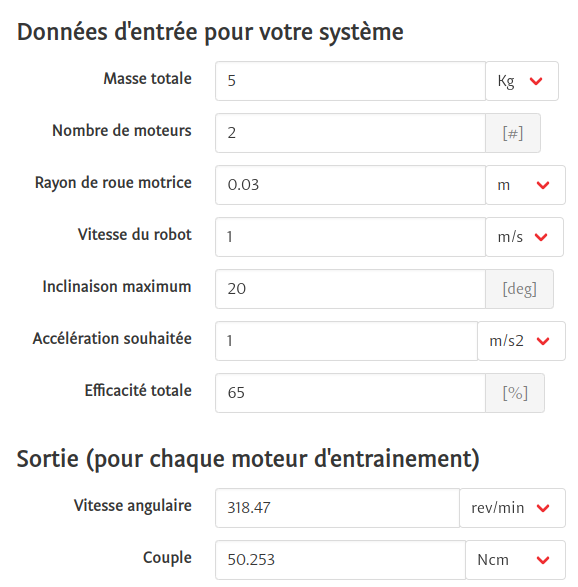 Données d'entrée pour votre système
Masse totale 5 Kg
Nombre de moteurs 2 [#]
Rayon de roue motrice 0.03 m
Vitesse du robot 1 m/s
Inclinaison maximum 20 [deg]
Accélération souhaitée 1 m/s2
Efficacité totale 65 [%]
Sortie (pour chaque moteur d'entrainement)
Vitesse angulaire 318.47 rev/min
Couple 50.253 Ncm